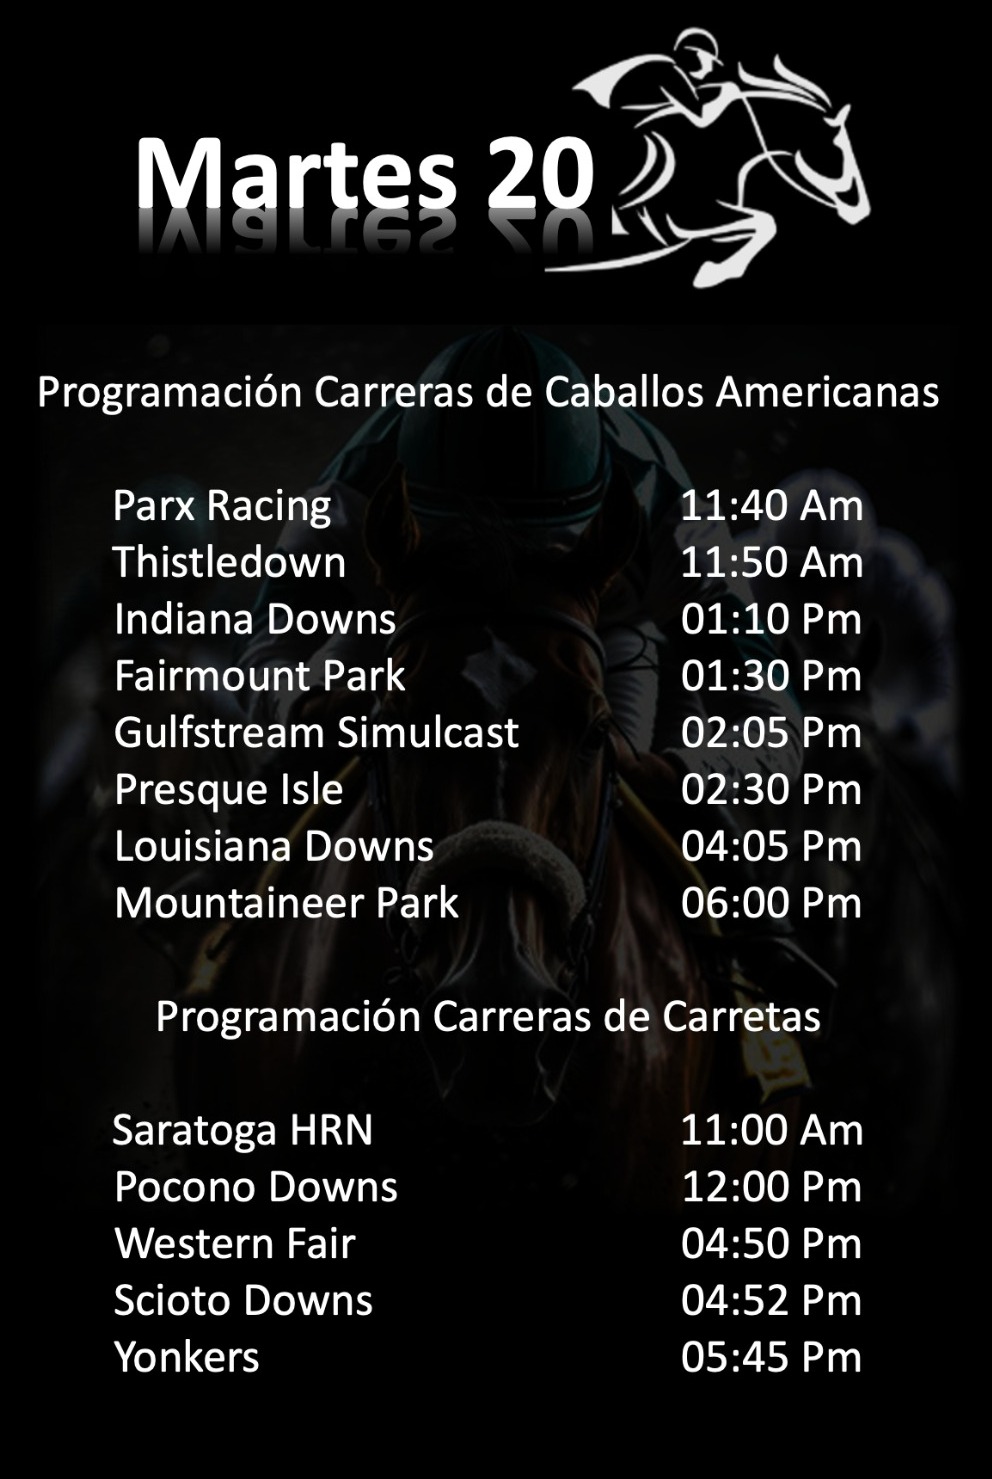 Martes 20
Programación Carreras de Caballos Americanas
Parx Racing 11:40 Am
Thistledown 11:50 Am
Indiana Downs 01:10 Pm
Fairmount Park 01:30 Pm
Gulfstream Simulcast 02:05 Pm
Presque Isle 02:30 Pm
Louisiana Downs 04:05 Pm
Mountaineer Park 06:00 Pm
Programación Carreras de Carretas
Saratoga HRN 11:00 Am
Pocono Downs 12:00 Pm
Western Fair 04:50 Pm
Scioto Downs 04:52 Pm
Yonkers 05:45 Pm